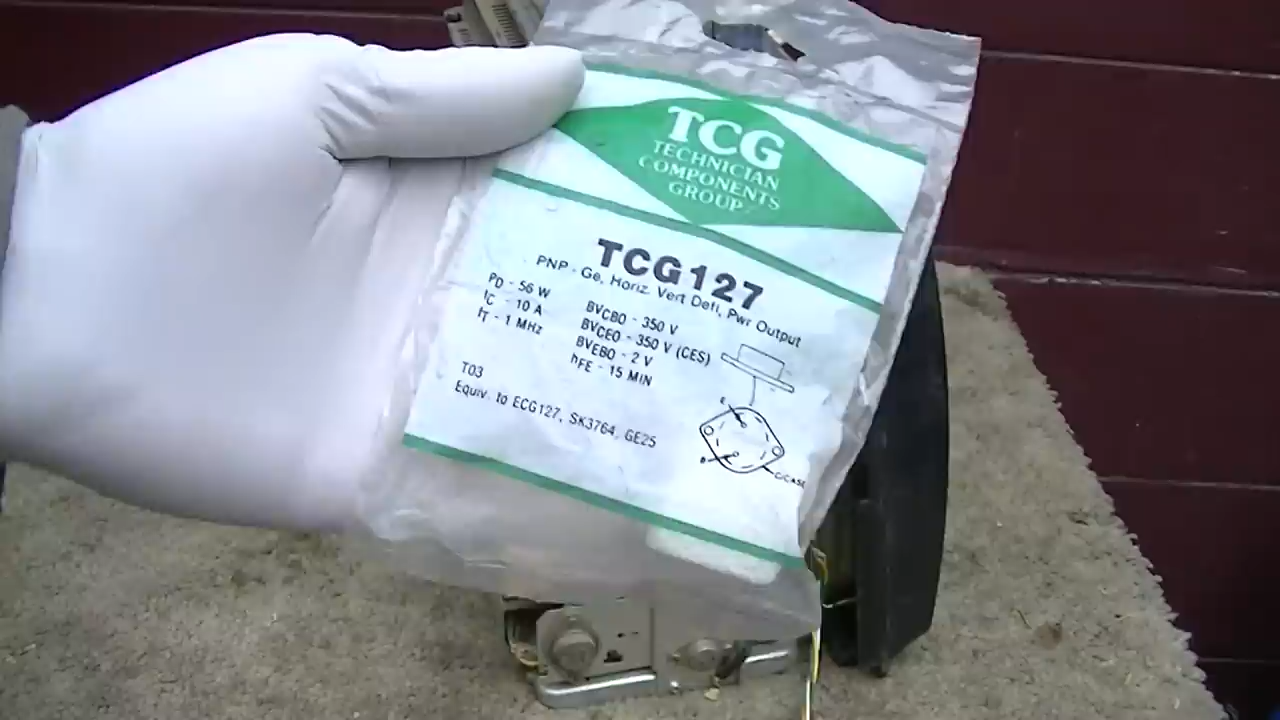 TCG
TECHNICIAN
COMPONENTS
GROUP
TCG127
PNP - Ge, Horiz. Vert Defl, Pwr Output
PD - 56 W
IC - 10 A
fT - 1 MHz
BVCBO - 350 V
BVCEO - 350 V (CES)
BVEBO - 2 V
hFE - 15 MIN
TO3
Equiv. to ECG127, SK3764, GE25
E
B
C/CASE